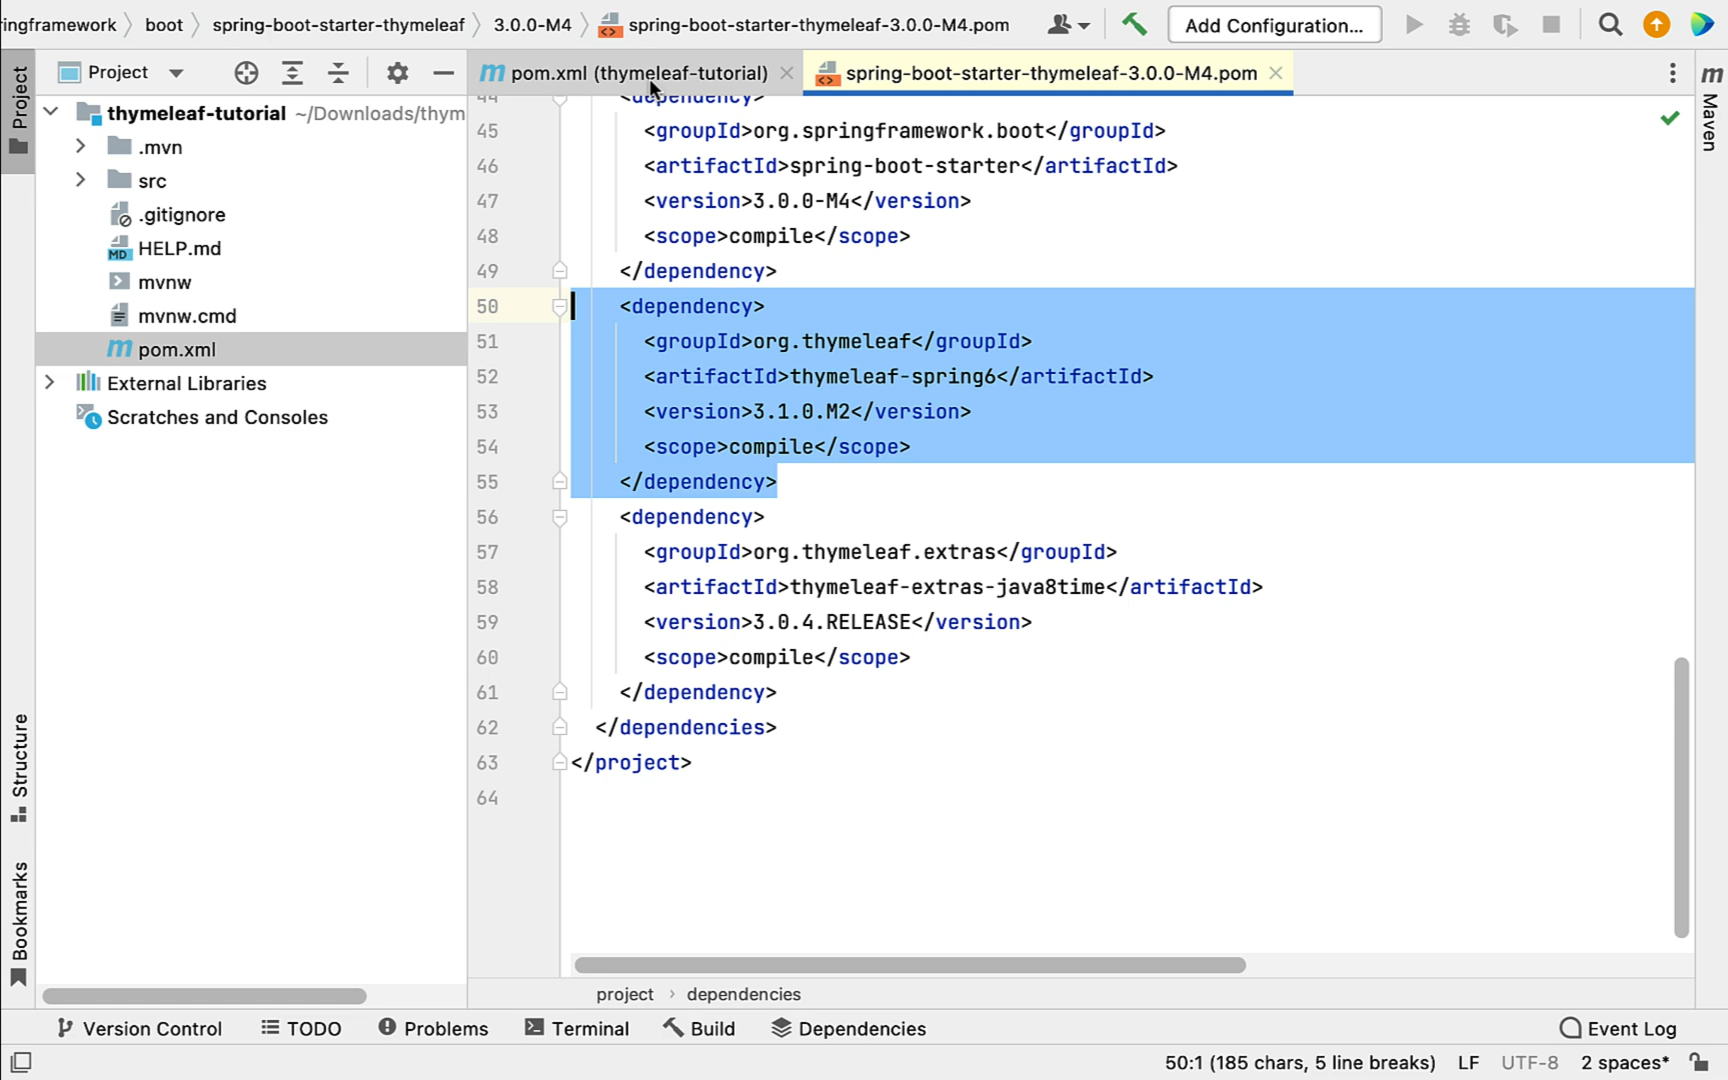 ingframework boot spring-boot-starter-thymeleaf 3.0.0-M4 spring-boot-starter-thymeleaf-3.0.0-M4.pom Add Configuration...
Project
Project
thymeleaf-tutorial ~/Downloads/thym
.mvn
src
.gitignore
MD HELP.md
mvnw
mvnw.cmd
m pom.xml
External Libraries
Scratches and Consoles
Structure
Bookmarks
m pom.xml (thymeleaf-tutorial)
spring-boot-starter-thymeleaf-3.0.0-M4.pom
44 <dependency>
45 <groupId>org.springframework.boot</groupId>
46 <artifactId>spring-boot-starter</artifactId>
47 <version>3.0.0-M4</version>
48 <scope>compile</scope>
49 </dependency>
50 <dependency>
51 <groupId>org.thymeleaf</groupId>
52 <artifactId>thymeleaf-spring6</artifactId>
53 <version>3.1.0.M2</version>
54 <scope>compile</scope>
55 </dependency>
56 <dependency>
57 <groupId>org.thymeleaf.extras</groupId>
58 <artifactId>thymeleaf-extras-java8time</artifactId>
59 <version>3.0.4.RELEASE</version>
60 <scope>compile</scope>
61 </dependency>
62 </dependencies>
63 </project>
64
m Maven
project › dependencies
Version Control TODO Problems Terminal Build Dependencies Event Log
50:1 (185 chars, 5 line breaks) LF UTF-8 2 spaces*